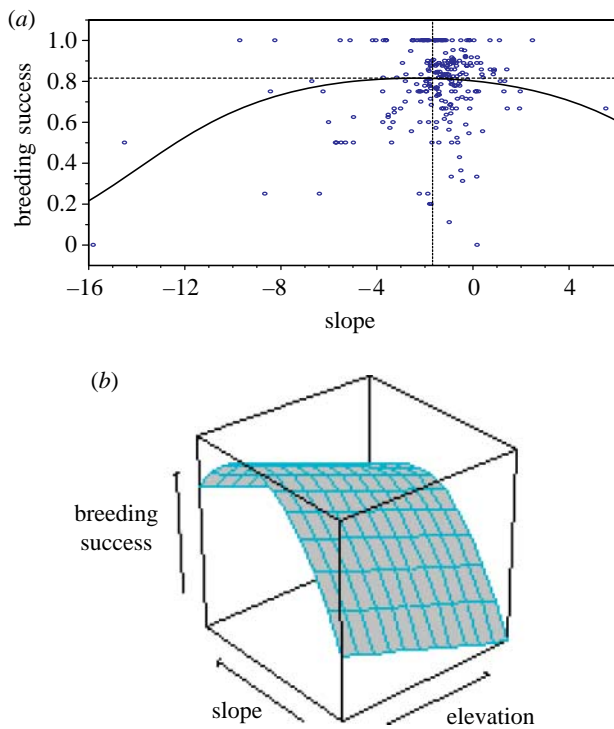 (a)
1.0
0.8
0.6
0.4
0.2
0
breeding success
−16
−12
−8
−4
0
4
slope
(b)
breeding
success
slope
elevation